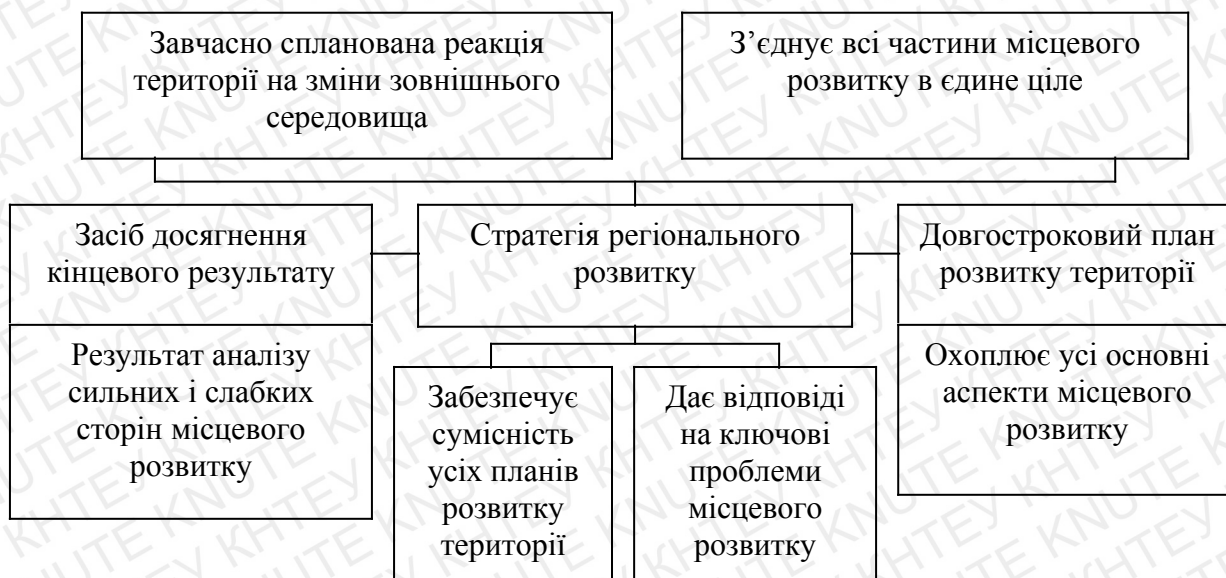 Завчасно спланована реакція
території на зміни зовнішнього
середовища
З’єднує всі частини місцевого
розвитку в єдине ціле
Засіб досягнення
кінцевого результату
Стратегія регіонального
розвитку
Довгостроковий план
розвитку території
Результат аналізу
сильних і слабких
сторін місцевого
розвитку
Забезпечує
сумісність
усіх планів
розвитку
території
Дає відповіді
на ключові
проблеми
місцевого
розвитку
Охоплює усі основні
аспекти місцевого
розвитку